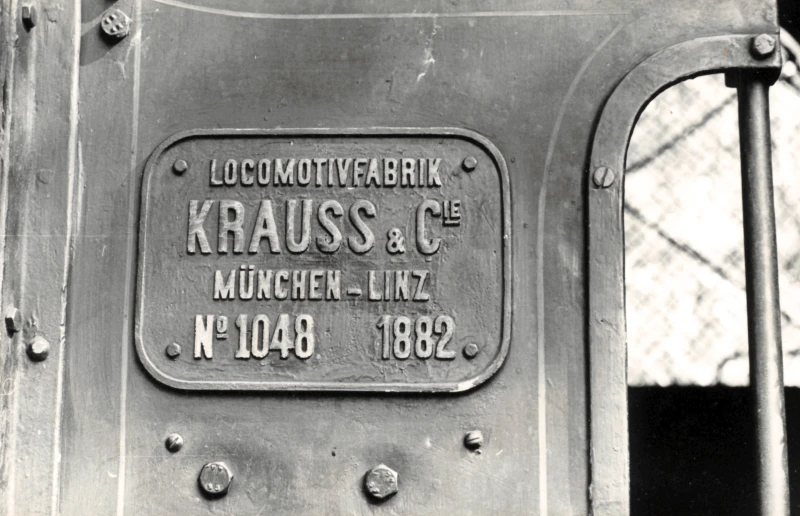 LOCOMOTIVFABRIK
KRAUSS & CIE
MÜNCHEN - LINZ
No 1048 1882